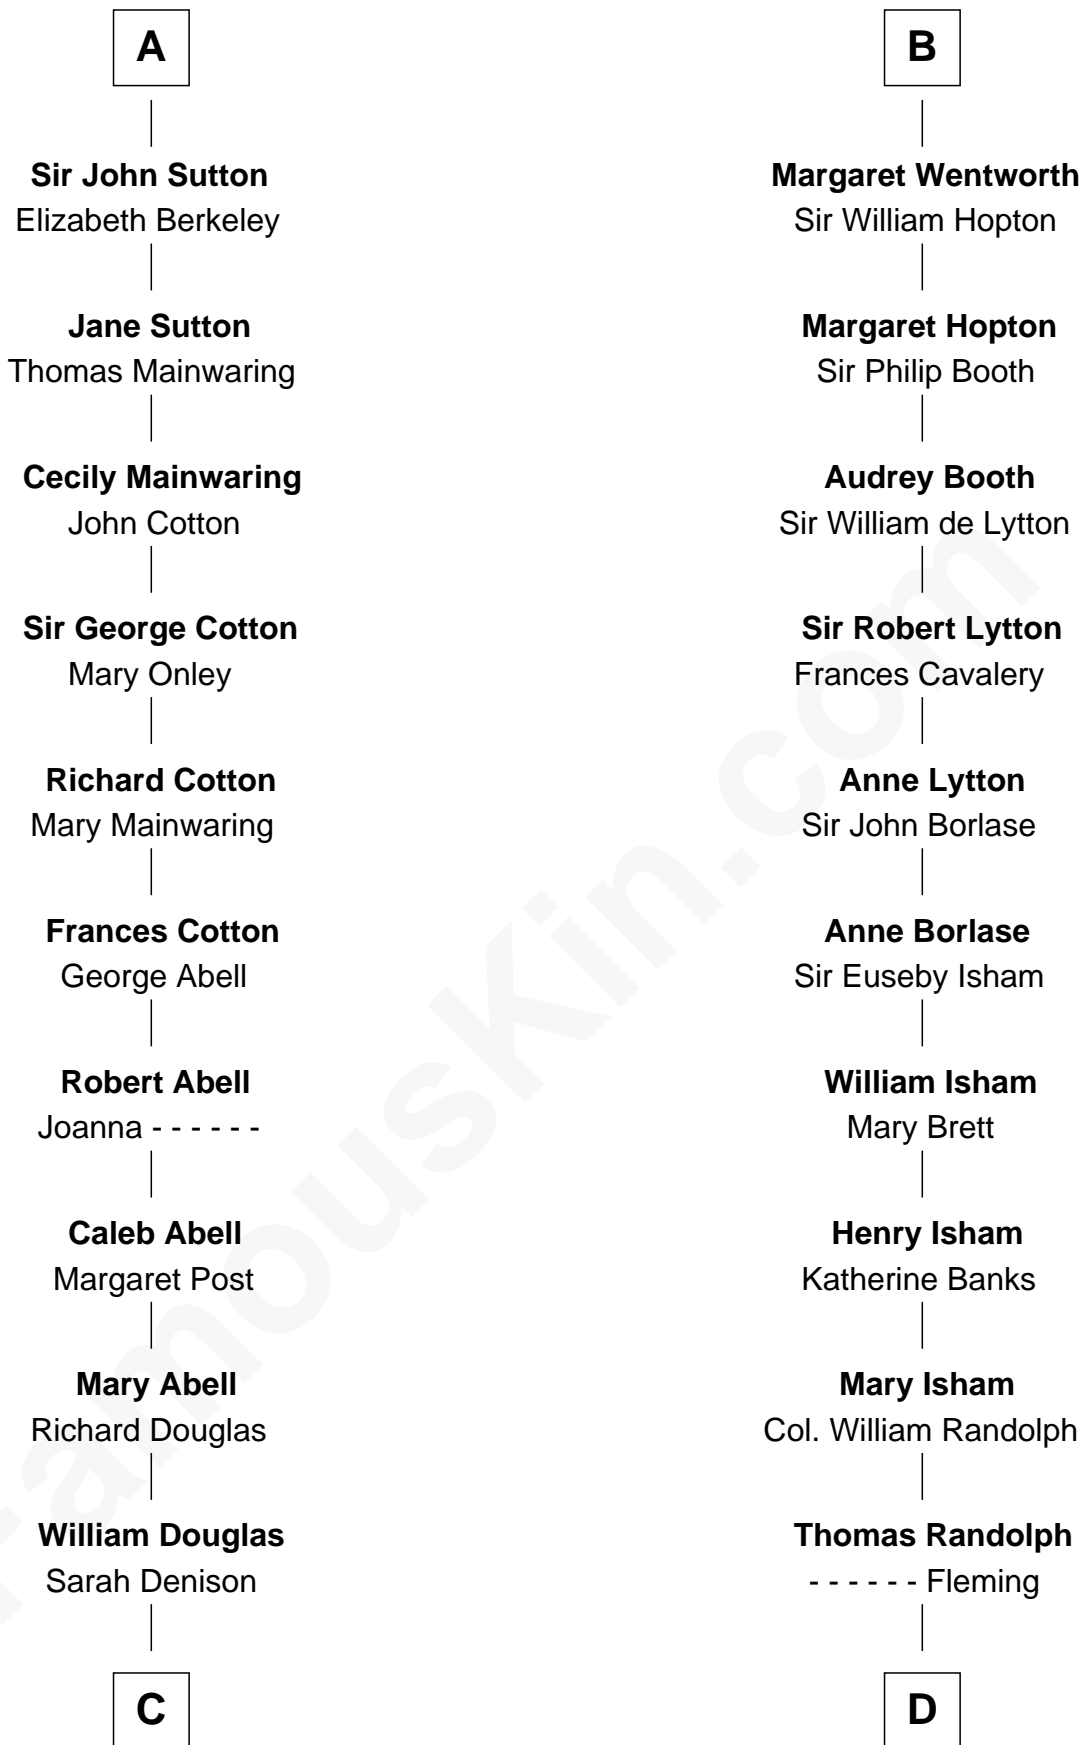 A
Sir John Sutton
Elizabeth Berkeley
Jane Sutton
Thomas Mainwaring
Cecily Mainwaring
John Cotton
Sir George Cotton
Mary Onley
Richard Cotton
Mary Mainwaring
Frances Cotton
George Abell
Robert Abell
Joanna - - - - - -
Caleb Abell
Margaret Post
Mary Abell
Richard Douglas
William Douglas
Sarah Denison
C
B
Margaret Wentworth
Sir William Hopton
Margaret Hopton
Sir Philip Booth
Audrey Booth
Sir William de Lytton
Sir Robert Lytton
Frances Cavalery
Anne Lytton
Sir John Borlase
Anne Borlase
Sir Euseby Isham
William Isham
Mary Brett
Henry Isham
Katherine Banks
Mary Isham
Col. William Randolph
Thomas Randolph
- - - - - - Fleming
D
FamousKin.com